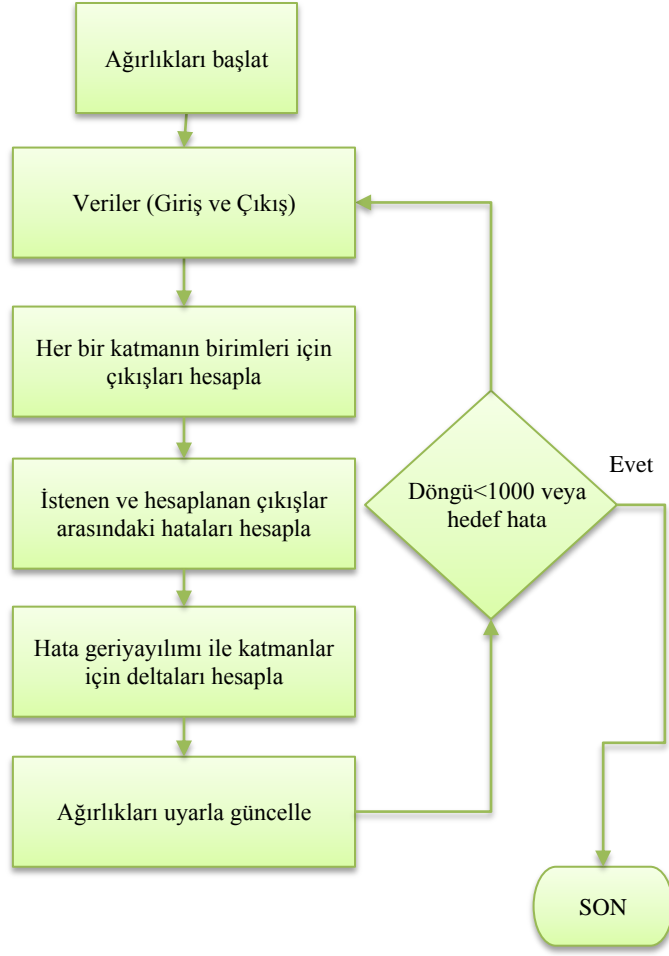 Ağırlıkları başlat
Veriler (Giriş ve Çıkış)
Her bir katmanın birimleri için
çıkışları hesapla
İstenen ve hesaplanan çıkışlar
arasındaki hataları hesapla
Hata geriyayılımı ile katmanlar
için deltaları hesapla
Ağırlıkları uyarla güncelle
Döngü<1000 veya
hedef hata
Evet
SON